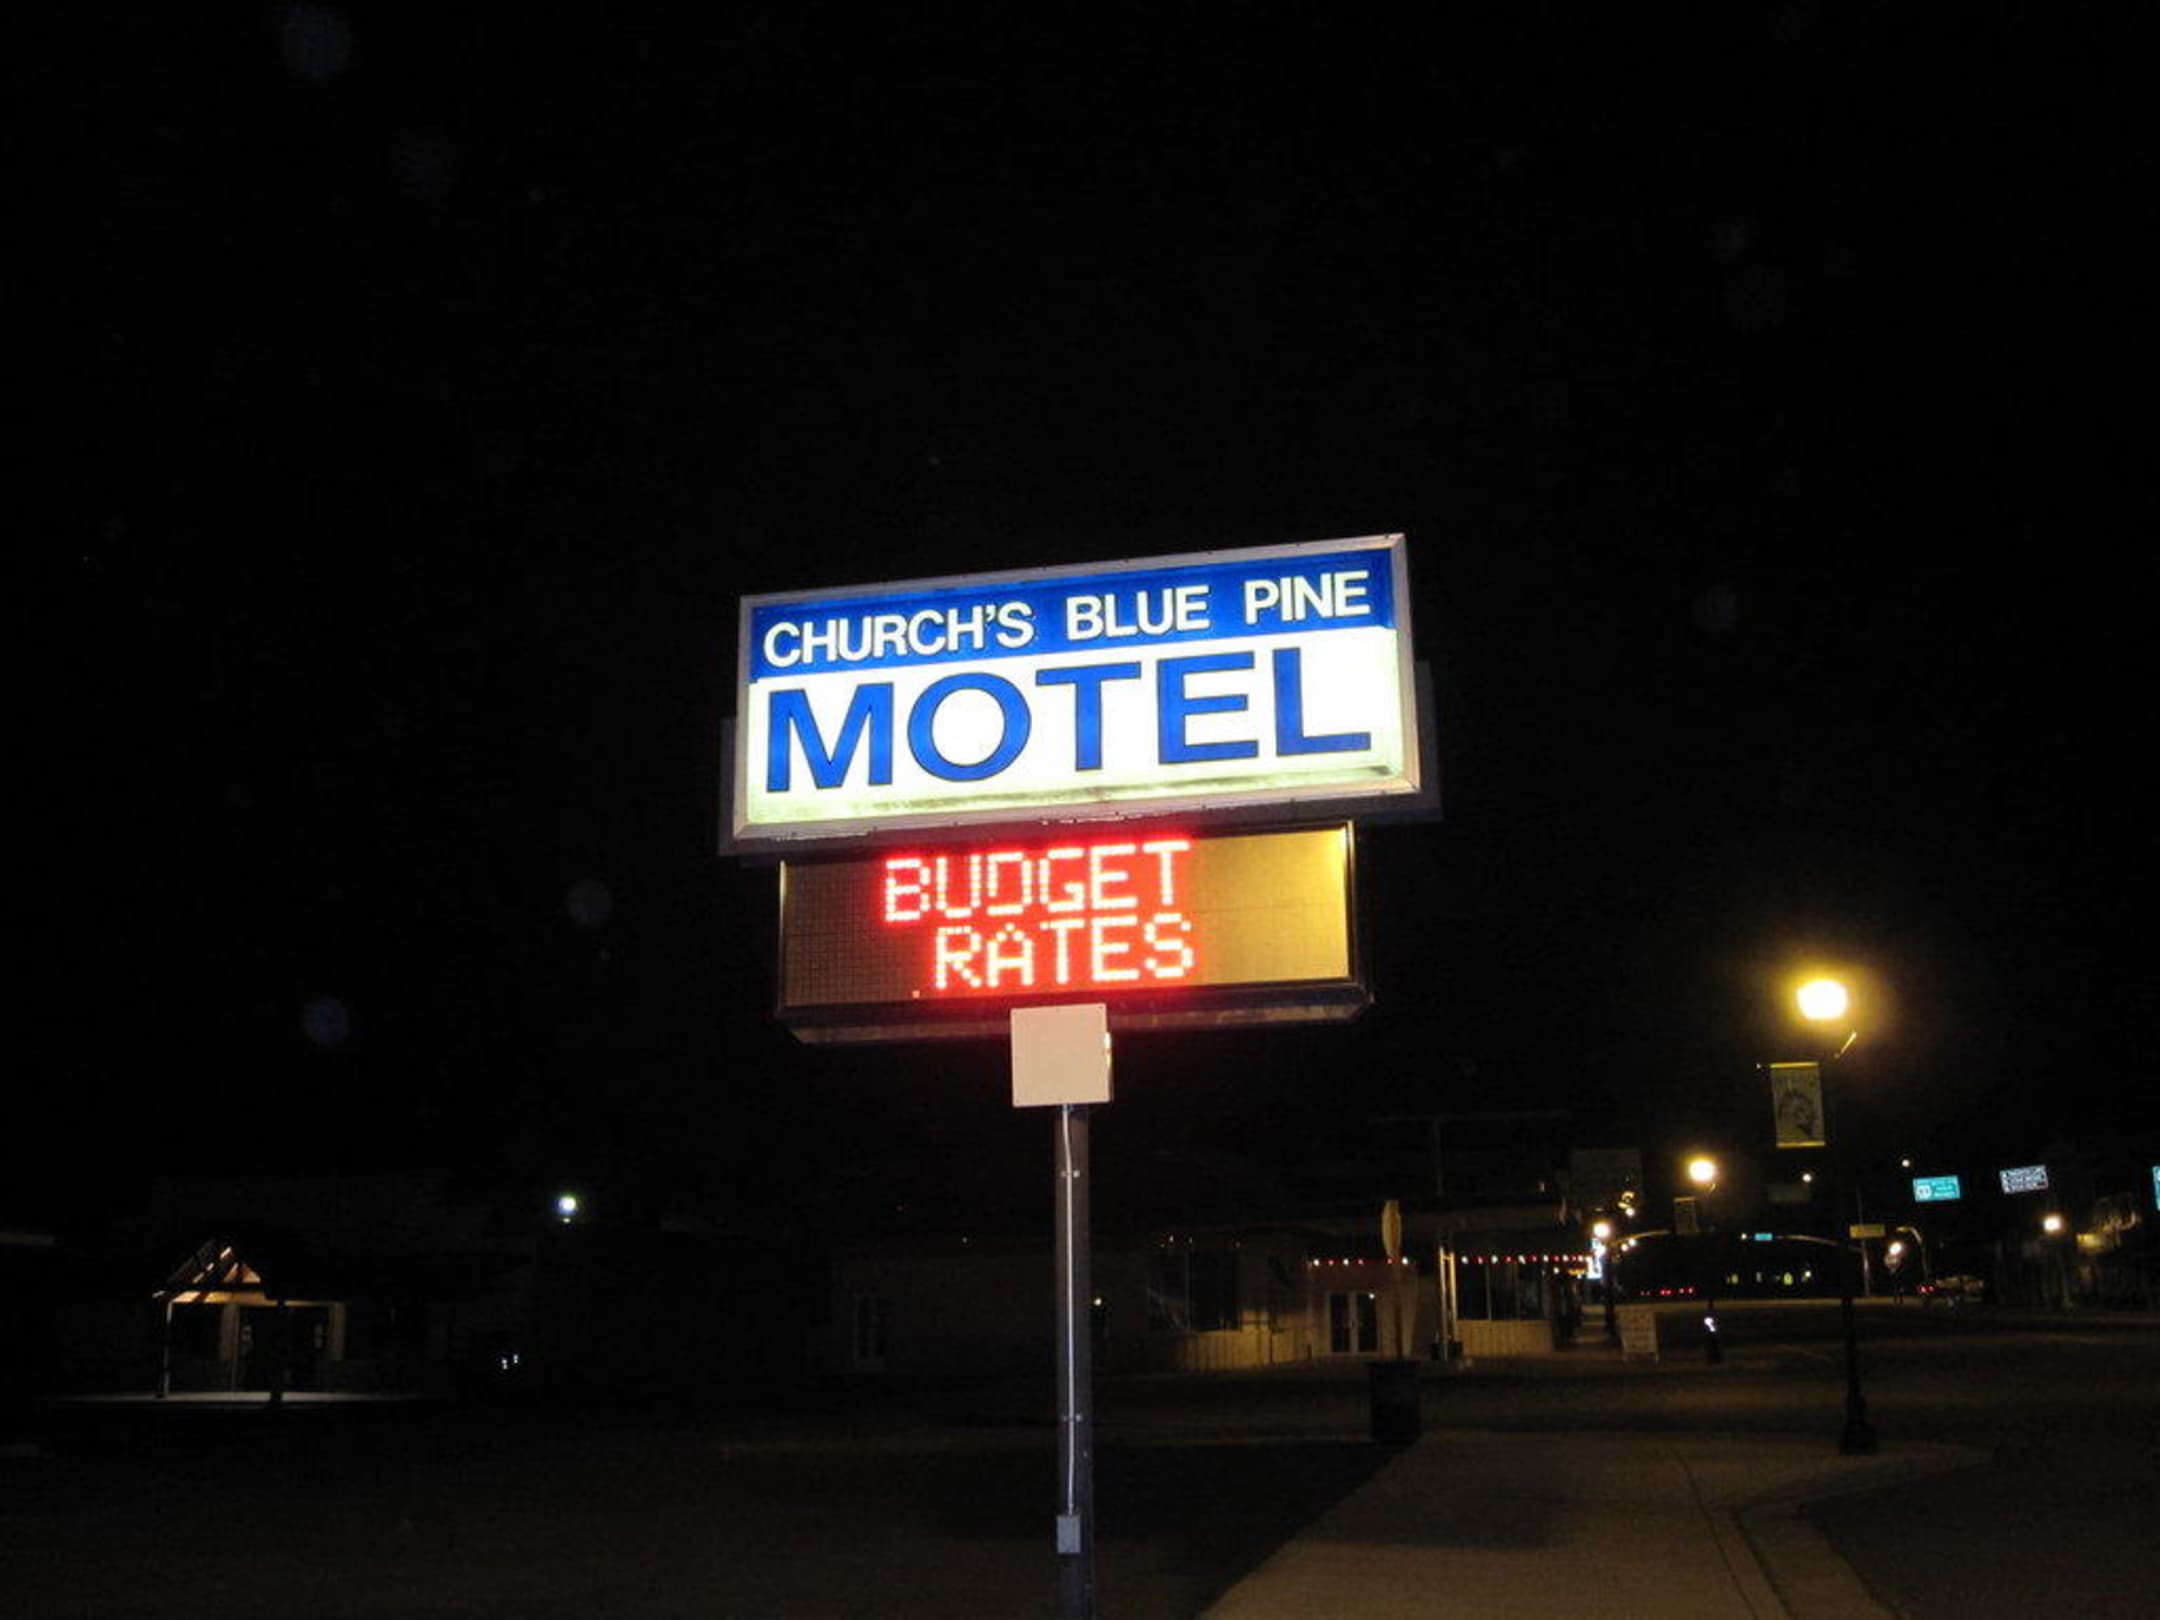 CHURCH'S BLUE PINE
MOTEL
BUDGET
RATES